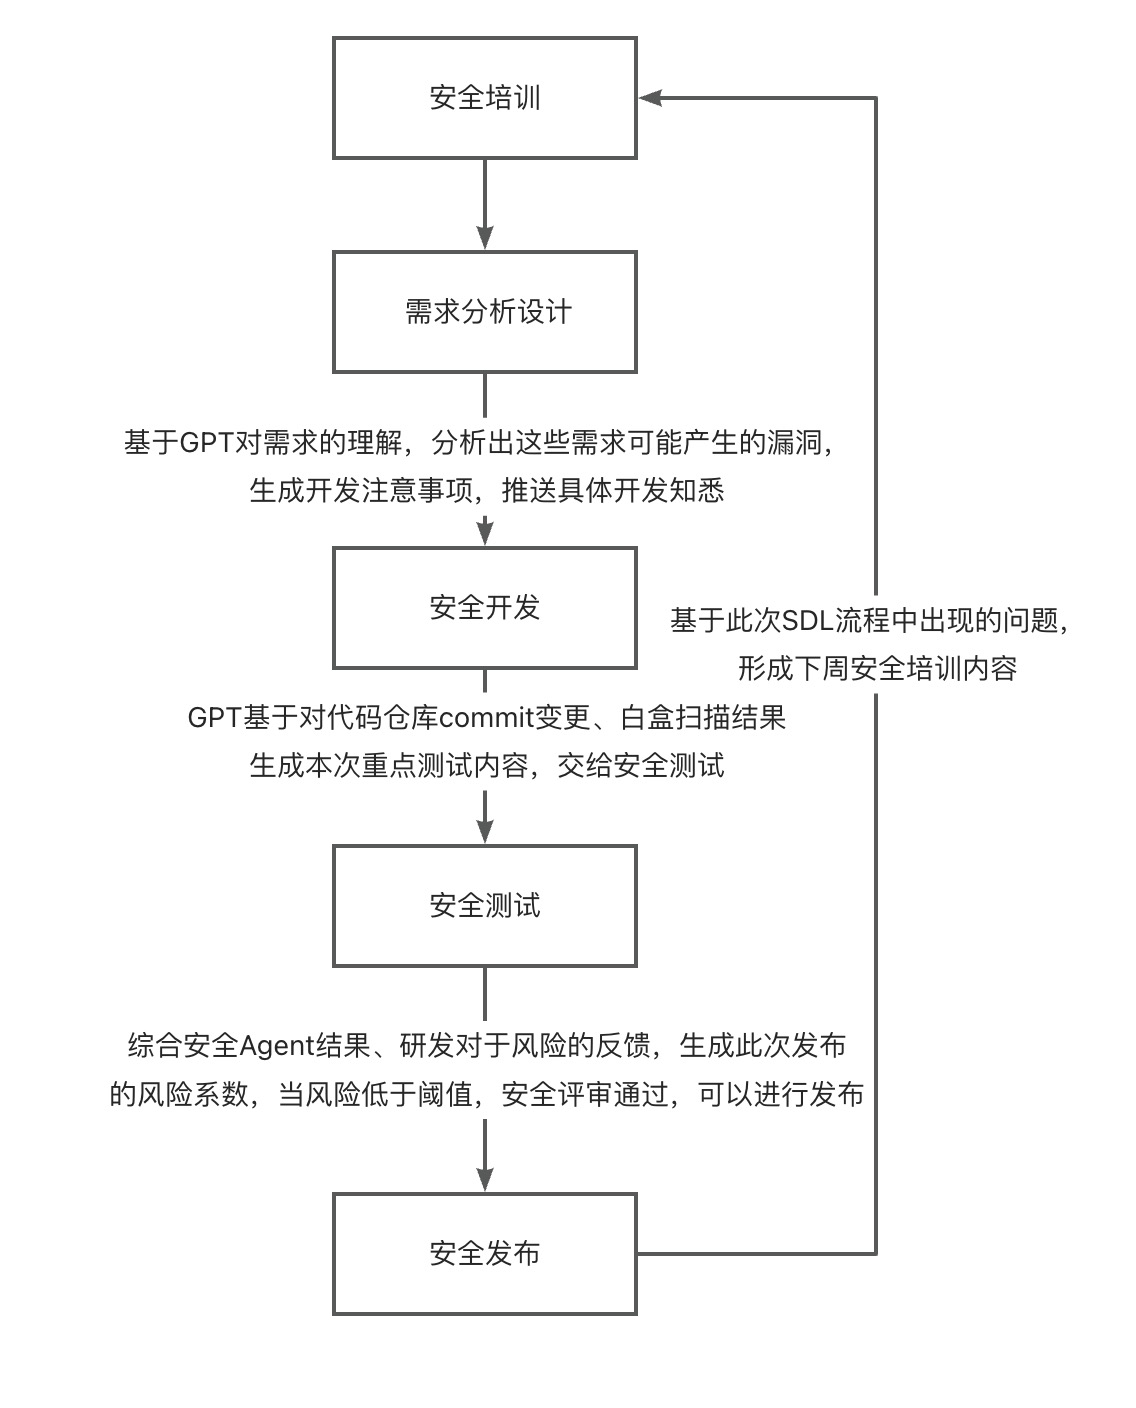 安全培训
需求分析设计
基于GPT对需求的理解，分析出这些需求可能产生的漏洞，
生成开发注意事项，推送具体开发知悉
安全开发
基于此次SDL流程中出现的问题，
形成下周安全培训内容
GPT基于对代码仓库commit变更、白盒扫描结果
生成本次重点测试内容，交给安全测试
安全测试
综合安全Agent结果、研发对于风险的反馈，生成此次发布
的风险系数，当风险低于阈值，安全评审通过，可以进行发布
安全发布